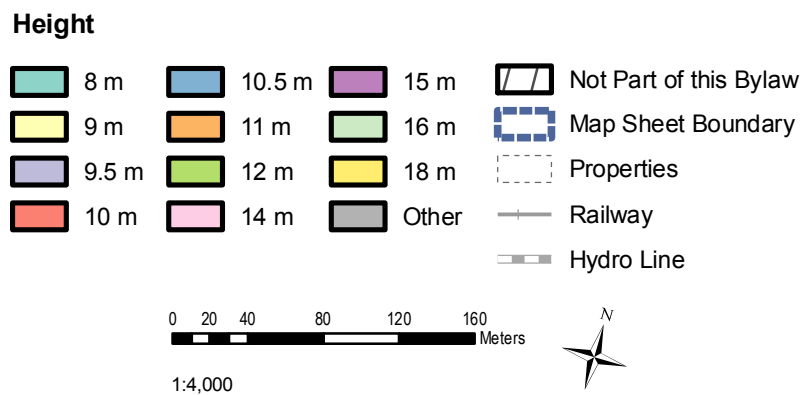 Height
8 m
9 m
9.5 m
10 m
10.5 m
11 m
12 m
14 m
15 m
16 m
18 m
Other
Not Part of this Bylaw
Map Sheet Boundary
Properties
Railway
Hydro Line
0 20 40 80 120 160
Meters
1:4,000
N